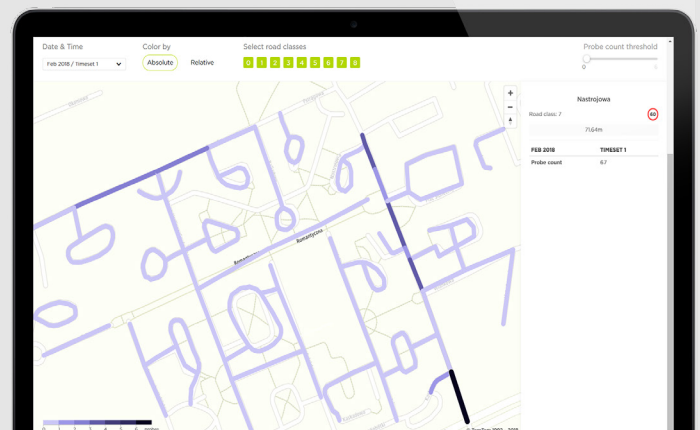 Date & Time
Color by
Select road classes
Probe count threshold
Feb 2018 / Timeset 1
Absolute
Relative
0 1 2 3 4 5 6 7 8
0
+
−
Nastrojowa
Road class: 7
60
71.64m
FEB 2018
TIMESET 1
Probe count
67
Romantyczna